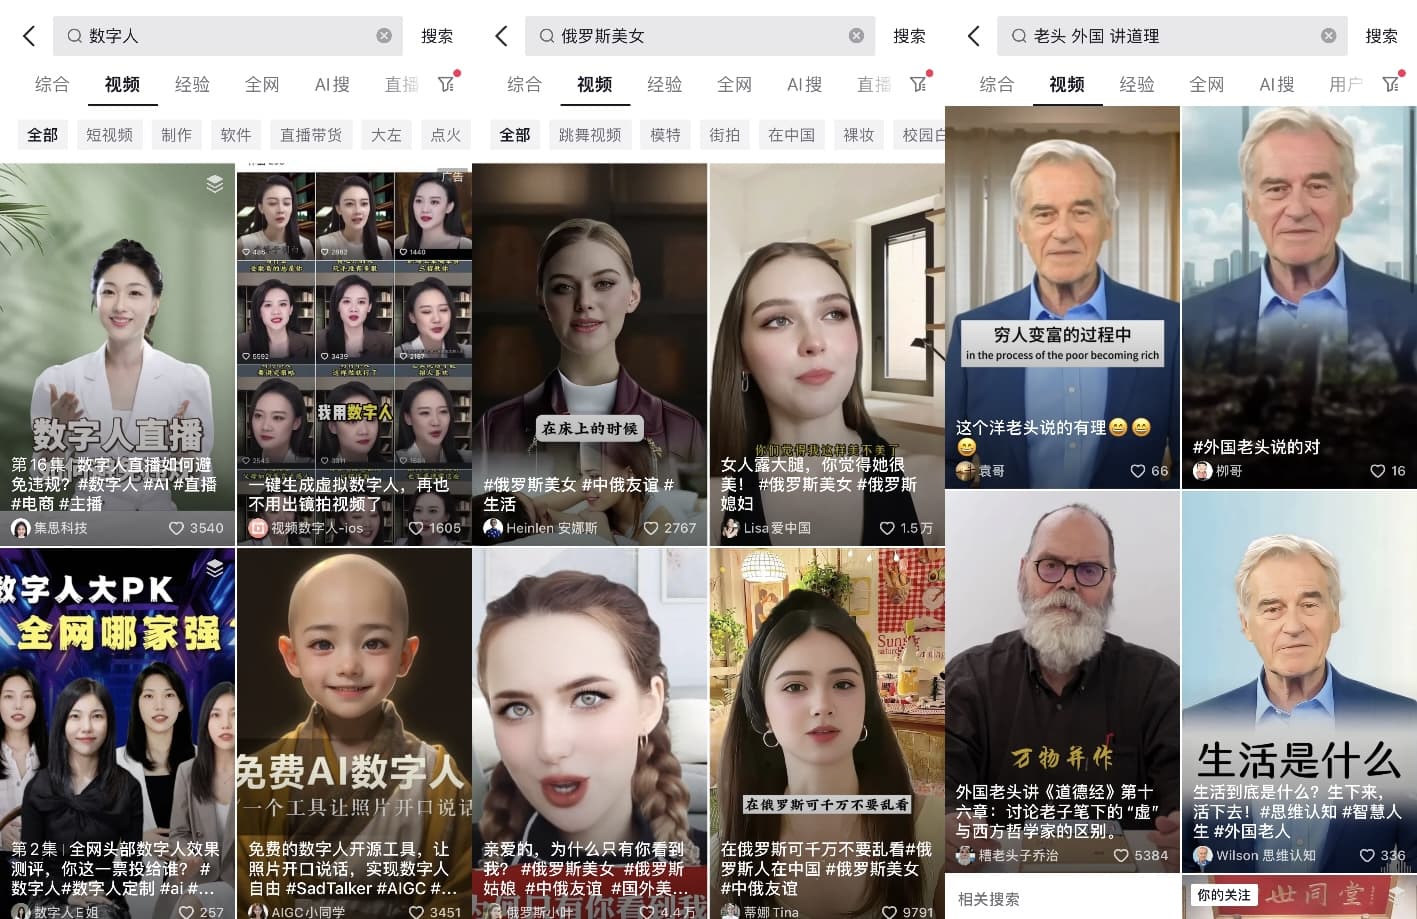 数字人
搜索
综合
视频
经验
全网
AI搜
直播
全部
短视频
制作
软件
直播带货
大左
点火
数字人直播
第16集 | 数字人直播如何避
免违规？#数字人 #AI #直播
#电商 #主播
集思科技
3540
广告
486
2862
1440
5592
3439
2187
我用数字人
2543
3311
一键生成虚拟数字人，再也
不用出镜拍视频了
视频数字人-ios
1605
数字人大PK
全网哪家强？
第2集 | 全网头部数字人效果
测评，你这一票投给谁？ #
数字人#数字人定制 #ai #...
数字人E姐
257
免费AI数字人
一个工具让照片开口说话
免费的数字人开源工具，让
照片开口说话，实现数字人
自由 #SadTalker #AIGC #...
AIGC小同学
3451
俄罗斯美女
搜索
综合
视频
经验
全网
AI搜
直播
全部
跳舞视频
模特
街拍
在中国
裸妆
校园白
在床上的时候
#俄罗斯美女 #中俄友谊 #
生活
Heinlen 安娜斯
2767
你们觉得我这样美不美了
女人露大腿，你觉得她很
美！ #俄罗斯美女 #俄罗斯
媳妇
Lisa爱中国
1.5万
亲爱的，为什么只有你看到
我？ #俄罗斯美女 #俄罗斯
姑娘 #中俄友谊 #国外美...
俄罗斯小叶
4.4万
在俄罗斯可千万不要乱看
在俄罗斯可千万不要乱看#俄
罗斯人在中国 #俄罗斯美女
#中俄友谊
蒂娜Tina
9791
老头 外国 讲道理
搜索
综合
视频
经验
全网
AI搜
用户
穷人变富的过程中
in the process of the poor becoming rich
这个洋老头说的有理😄😄
😄
袁哥
66
#外国老头说的对
栁哥
16
万物并作
外国老头讲《道德经》第十
六章：讨论老子笔下的 “虚”
与西方哲学家的区别。
糟老头子乔治
5384
生活是什么
生活到底是什么？生下来，
活下去！#思维认知 #智慧人
生 #外国老人
Wilson 思维认知
336
相关搜索
你的关注
世同堂